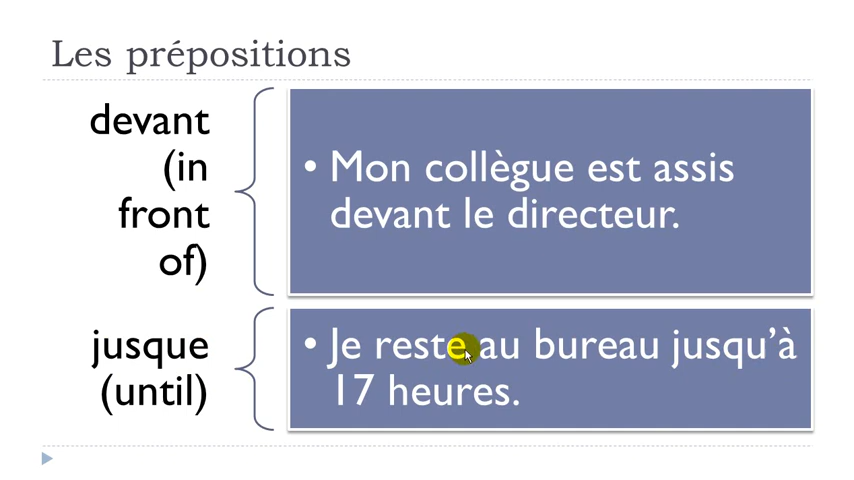 Les prépositions
devant
(in
front
of)
• Mon collègue est assis
devant le directeur.
jusque
(until)
• Je reste au bureau jusqu'à
17 heures.